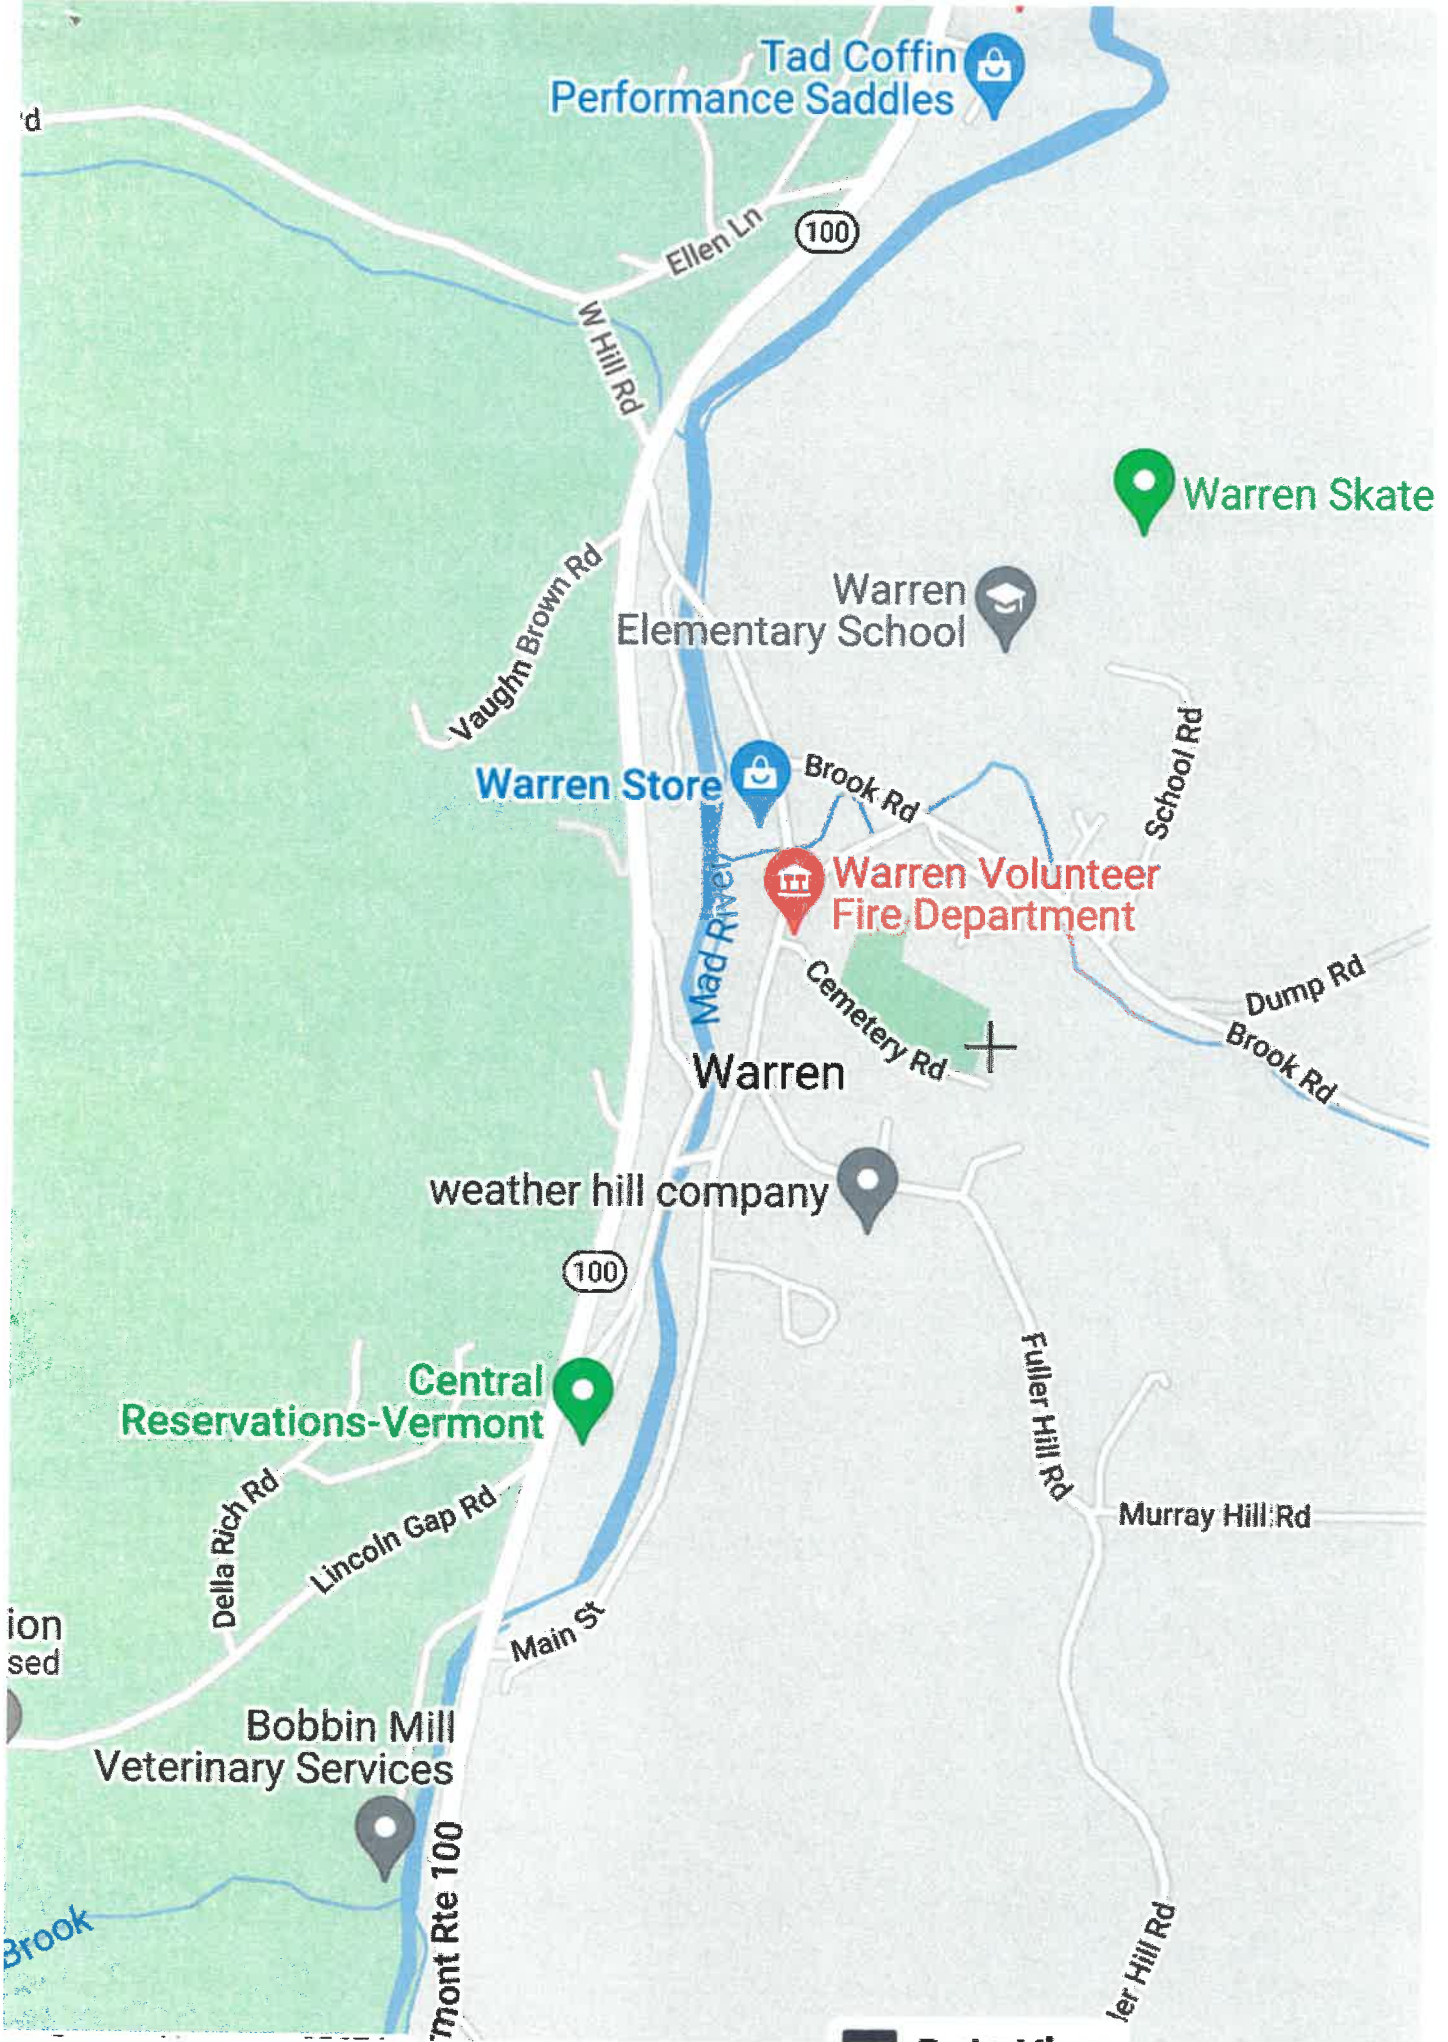 Tad Coffin
Performance Saddles
'd
Ellen Ln
100
W Hill Rd
Warren Skate
Vaughn Brown Rd
Warren
Elementary School
School Rd
Warren Store
Brook Rd
Warren Volunteer
Fire Department
Mad River
Cemetery Rd
Dump Rd
Brook Rd
Warren
weather hill company
100
Fuller Hill Rd
Central
Reservations-Vermont
Della Rich Rd
Lincoln Gap Rd
Murray Hill Rd
ion
sed
Main St
Bobbin Mill
Veterinary Services
mont Rte 100
Brook
ler Hill Rd